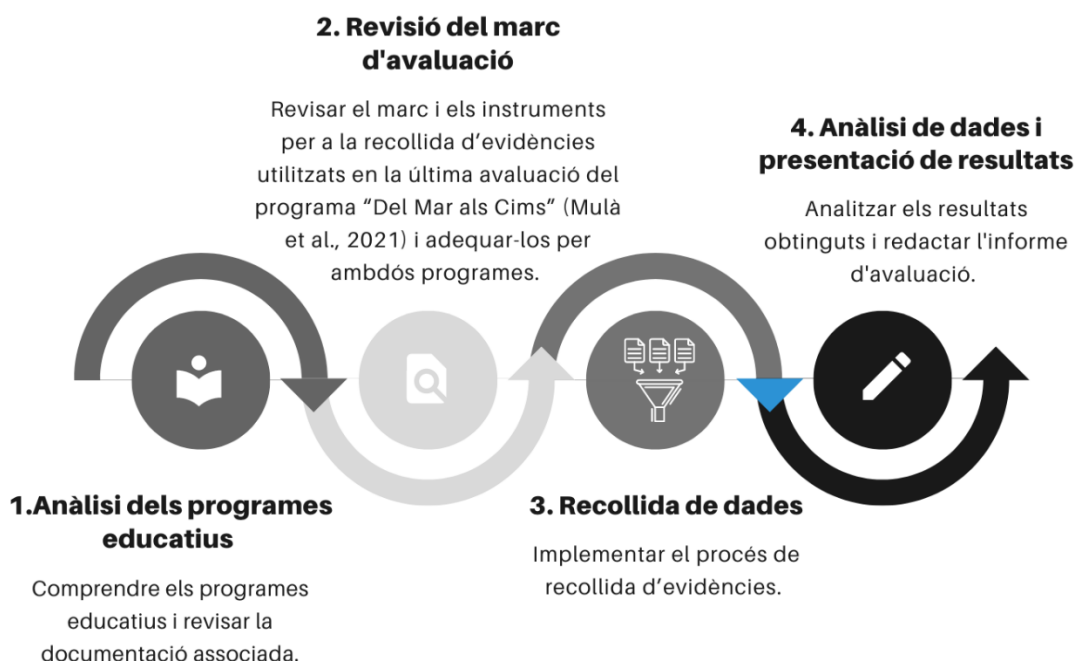 1.Anàlisi dels programes
educatius
Comprendre els programes
educatius i revisar la
documentació associada.
2. Revisió del marc
d'avaluació
Revisar el marc i els instruments
per a la recollida d’evidències
utilitzats en la última avaluació del
programa “Del Mar als Cims” (Mulà
et al., 2021) i adequar-los per
ambdós programes.
3. Recollida de dades
Implementar el procés de
recollida d’evidències.
4. Anàlisi de dades i
presentació de resultats
Analitzar els resultats
obtinguts i redactar l'informe
d'avaluació.